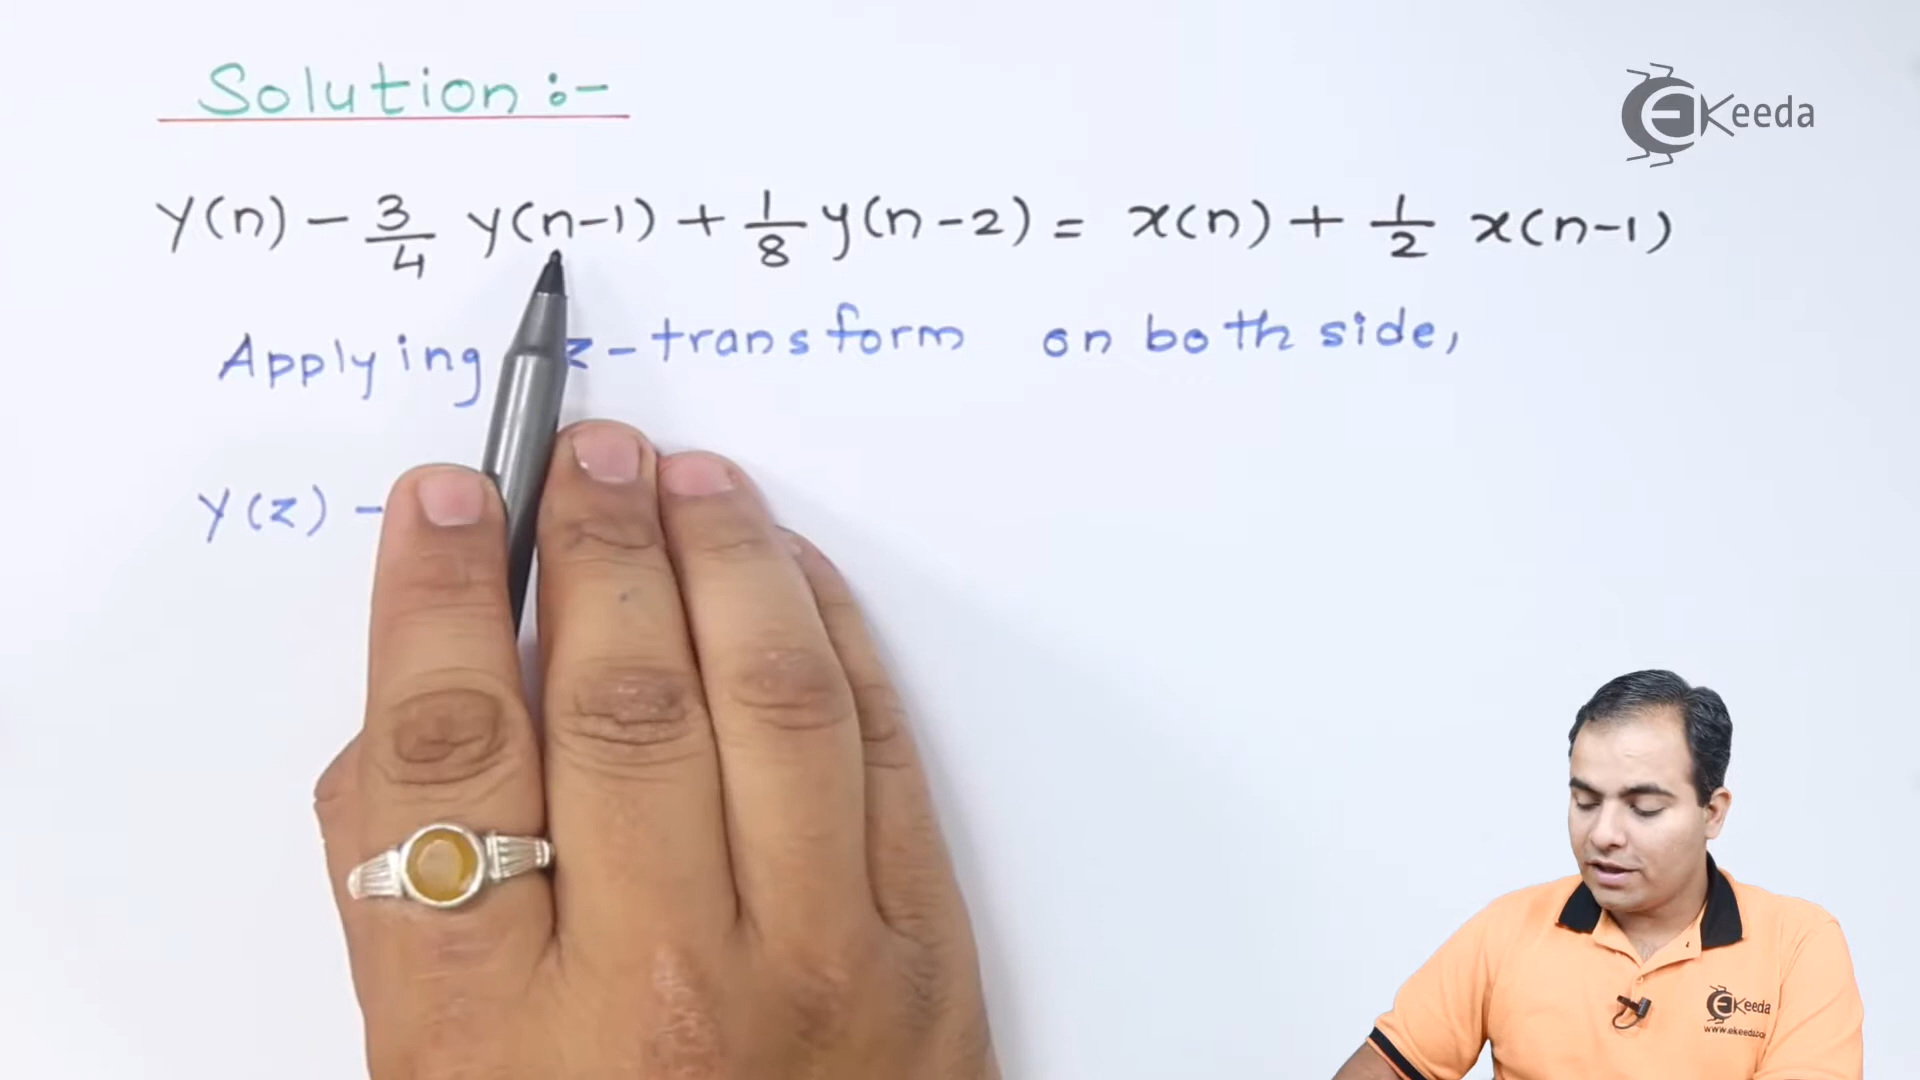 Solution :-
EKeeda
y(n) - 3/4 y(n-1) + 1/8 y(n-2) = x(n) + 1/2 x(n-1)
Applying z-transform on both side,
Y(z) -
EKeeda